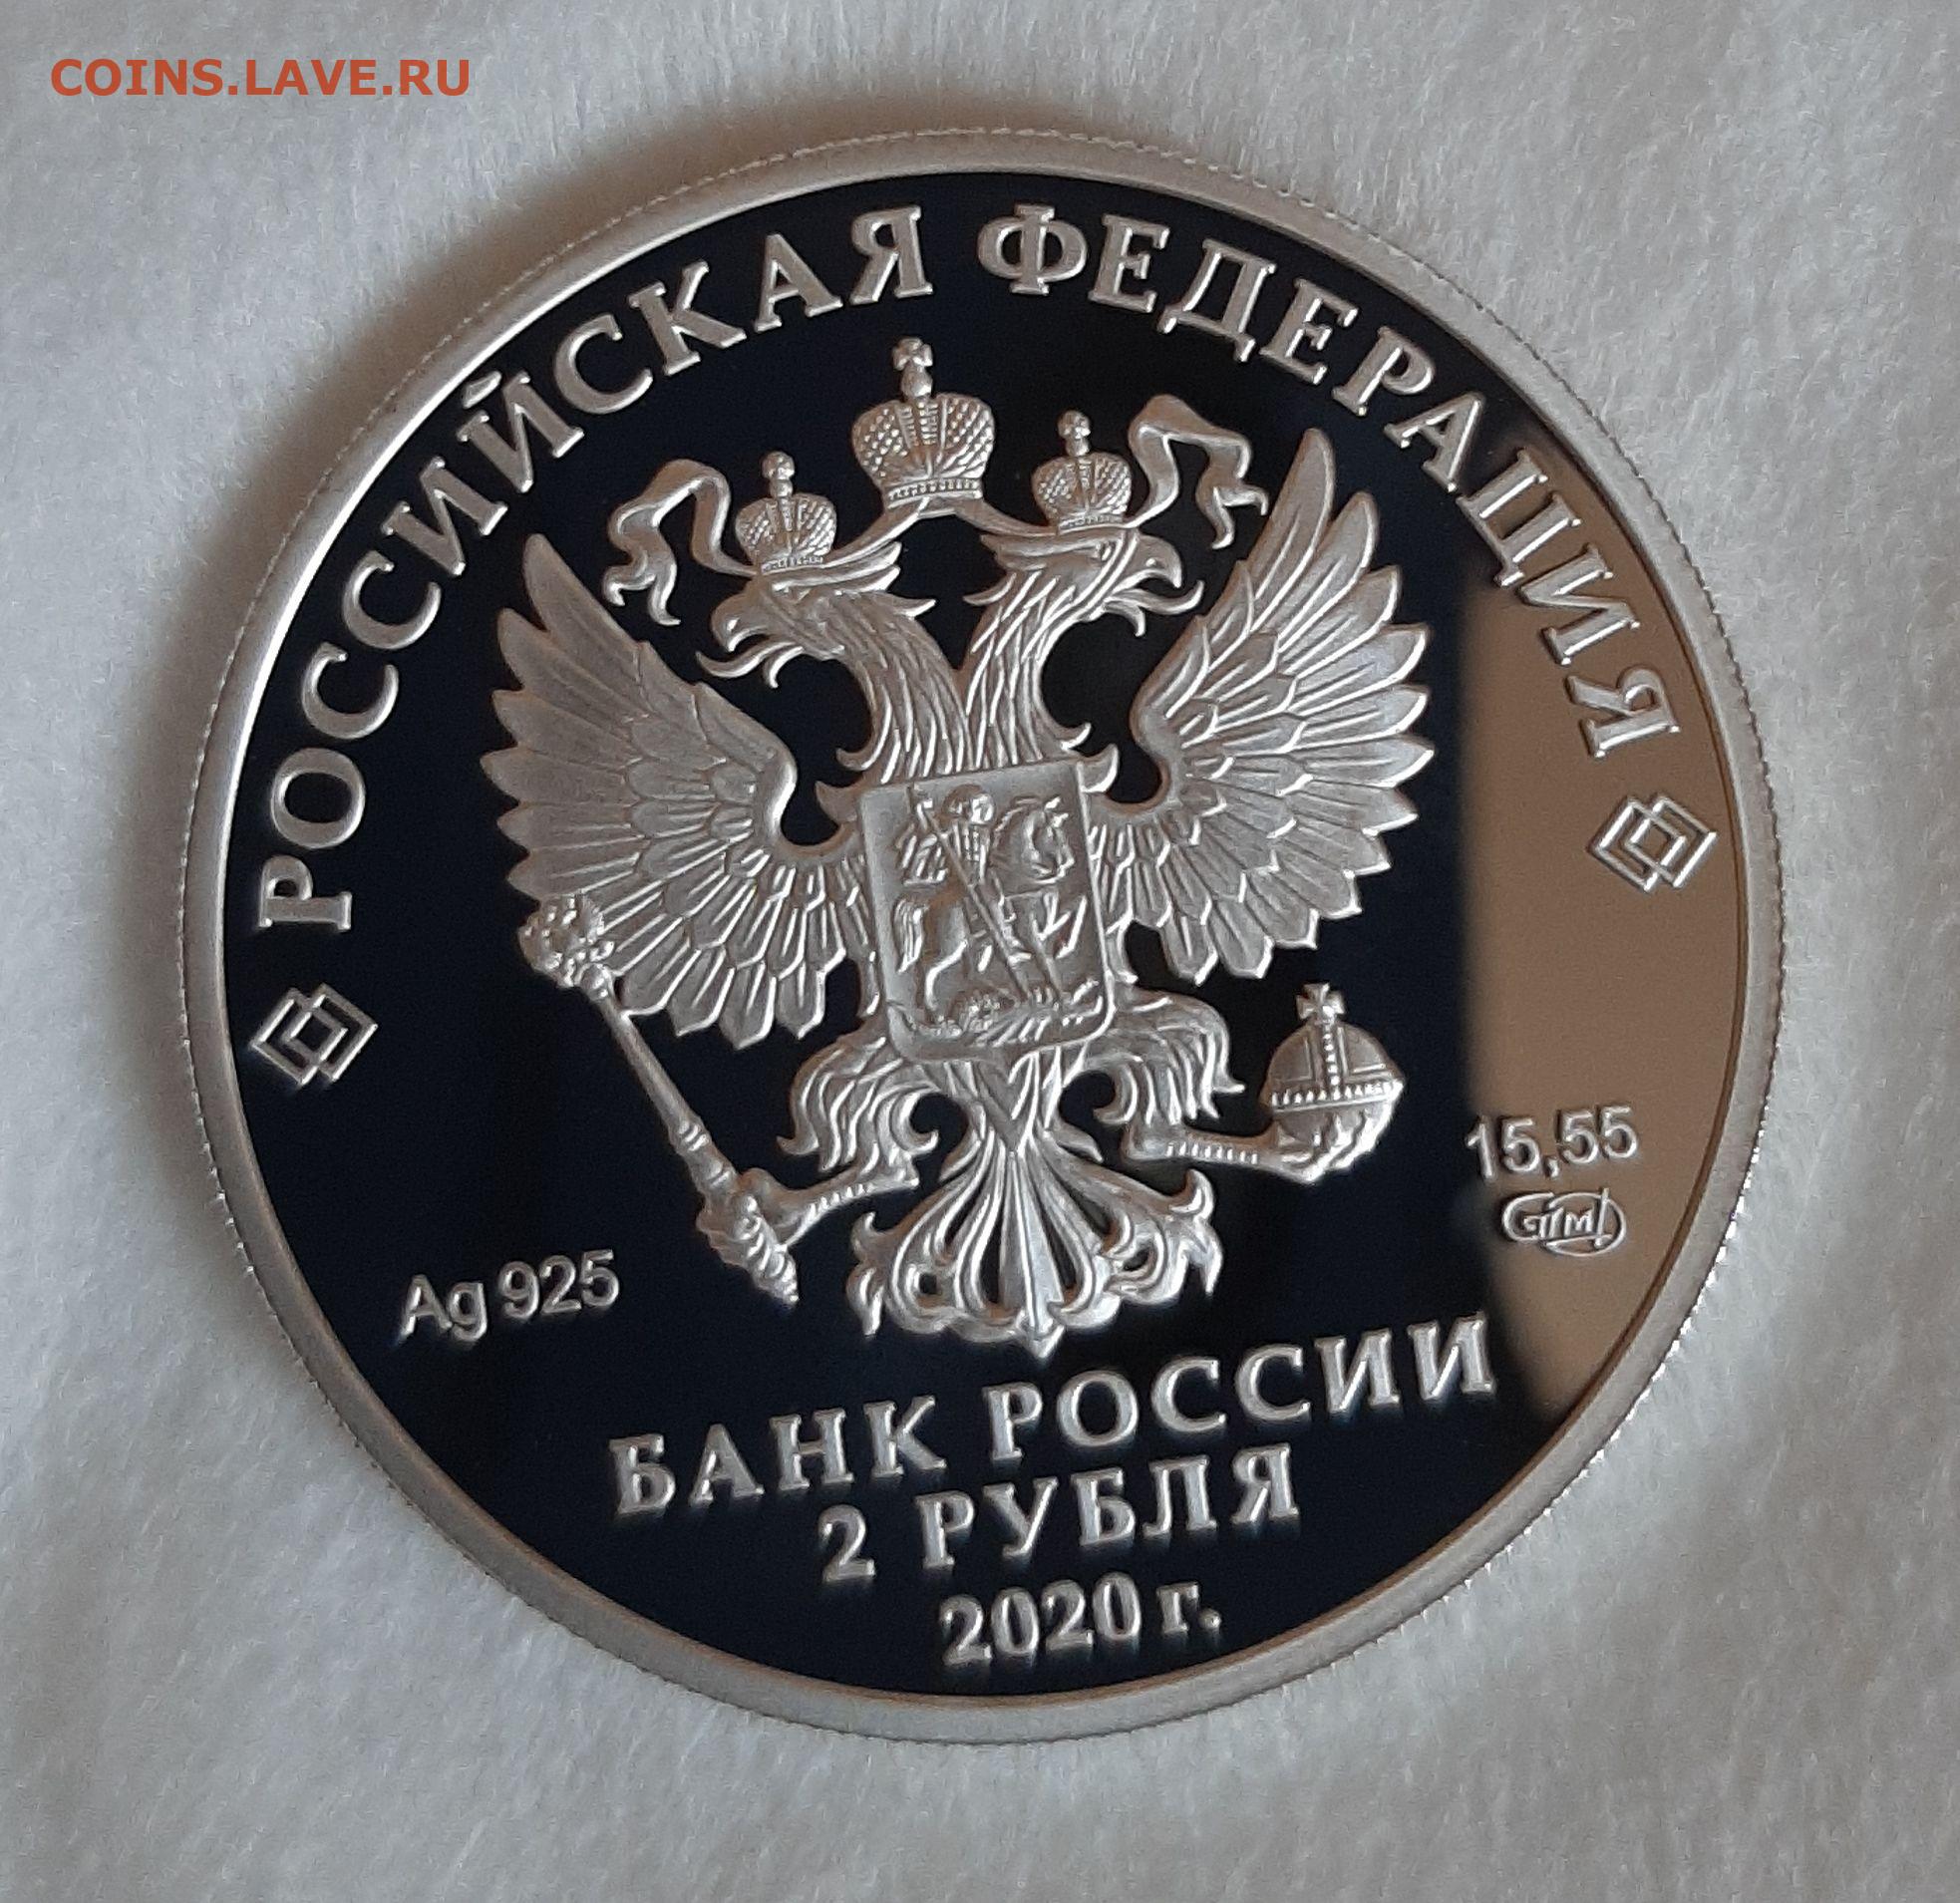 COINS.LAVE.RU
РОССИЙСКАЯ ФЕДЕРАЦИЯ
15,55
Ag 925
БАНК РОССИИ
2 РУБЛЯ
2020 г.